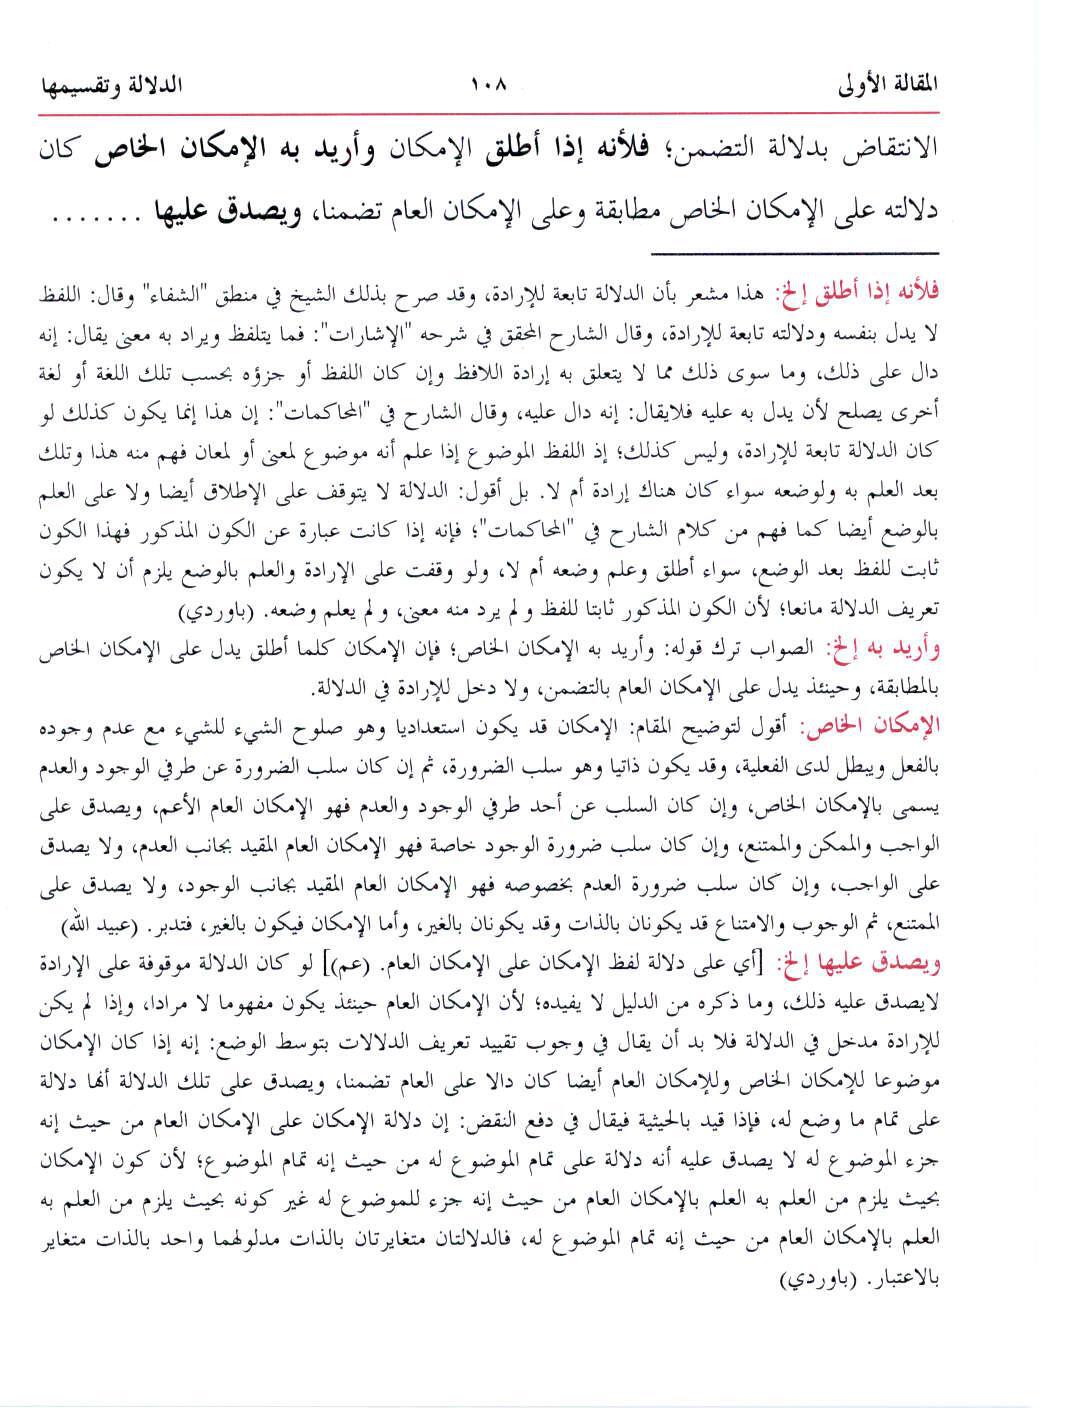 المقالة الأولى ١٠٨ الدلالة وتقسيمها
الانتقاض بدلالة التضمن؛ فلأنه إذا أطلق الإمكان وأريد به الإمكان الخاص كان
دلالته على الإمكان الخاص مطابقة وعلى الإمكان العام تضمنا، ويصدق عليها .......
فلأنه إذا أطلق إلخ: هذا مشعر بأن الدلالة تابعة للإرادة، وقد صرح بذلك الشيخ في منطق "الشفاء" وقال: اللفظ
لا يدل بنفسه ودلالته تابعة للإرادة، وقال الشارح المحقق في شرحه "الإشارات": فما يتلفظ ويراد به معنى يقال: إنه
دال على ذلك، وما سوى ذلك مما لا يتعلق به إرادة اللافظ وإن كان اللفظ أو جزؤه بحسب تلك اللغة أو لغة
أخرى يصلح لأن يدل به عليه فلايقال: إنه دال عليه، وقال الشارح في "المحاكمات": إن هذا إنما يكون كذلك لو
كان الدلالة تابعة للإرادة، وليس كذلك؛ إذ اللفظ الموضوع إذا علم أنه موضوع لمعنى أو لمعان فهم منه هذا وتلك
بعد العلم به ولوضعه سواء كان هناك إرادة أم لا. بل أقول: الدلالة لا يتوقف على الإطلاق أيضا ولا على العلم
بالوضع أيضا كما فهم من كلام الشارح في "المحاكمات"؛ فإنه إذا كانت عبارة عن الكون المذكور فهذا الكون
ثابت للفظ بعد الوضع، سواء أطلق وعلم وضعه أم لا، ولو وقفت على الإرادة والعلم بالوضع يلزم أن لا يكون
تعريف الدلالة مانعا؛ لأن الكون المذكور ثابتا للفظ و لم يرد منه معنى، و لم يعلم وضعه. (باوردي)
وأريد به إلخ: الصواب ترك قوله: وأريد به الإمكان الخاص؛ فإن الإمكان كلما أطلق يدل على الإمكان الخاص
بالمطابقة، وحينئذ يدل على الإمكان العام بالتضمن، ولا دخل للإرادة في الدلالة.
الإمكان الخاص: أقول لتوضيح المقام: الإمكان قد يكون استعداديا وهو صلوح الشيء للشيء مع عدم وجوده
بالفعل ويبطل لدى الفعلية، وقد يكون ذاتيا وهو سلب الضرورة، ثم إن كان سلب الضرورة عن طرفي الوجود والعدم
يسمى بالإمكان الخاص، وإن كان السلب عن أحد طرفي الوجود والعدم فهو الإمكان العام الأعم، ويصدق على
الواجب والممكن والممتنع، وإن كان سلب ضرورة الوجود خاصة فهو الإمكان العام المقيد بجانب العدم، ولا يصدق
على الواجب، وإن كان سلب ضرورة العدم بخصوصه فهو الإمكان العام المقيد بجانب الوجود، ولا يصدق على
الممتنع، ثم الوجوب والامتناع قد يكونان بالذات وقد يكونان بالغير، وأما الإمكان فيكون بالغير، فتدبر. (عبيد الله)
ويصدق عليها إلخ: [أي على دلالة لفظ الإمكان على الإمكان العام. (عم)] لو كان الدلالة موقوفة على الإرادة
لايصدق عليه ذلك، وما ذكره من الدليل لا يفيده؛ لأن الإمكان العام حينئذ يكون مفهوما لا مرادا، وإذا لم يكن
للإرادة مدخل في الدلالة فلا بد أن يقال في وجوب تقييد تعريف الدلالات بتوسط الوضع: إنه إذا كان الإمكان
موضوعا للإمكان الخاص وللإمكان العام أيضا كان دالا على العام تضمنا، ويصدق على تلك الدلالة أنها دلالة
على تمام ما وضع له، فإذا قيد بالحيثية فيقال في دفع النقض: إن دلالة الإمكان على الإمكان العام من حيث إنه
جزء الموضوع له لا يصدق عليه أنه دلالة على تمام الموضوع له من حيث إنه تمام الموضوع؛ لأن كون الإمكان
بحيث يلزم من العلم به العلم بالإمكان العام من حيث إنه جزء للموضوع له غير كونه بحيث يلزم من العلم به
العلم بالإمكان العام من حيث إنه تمام الموضوع له، فالدلالتان متغايرتان بالذات مدلولهما واحد بالذات متغاير
بالاعتبار. (باوردي)